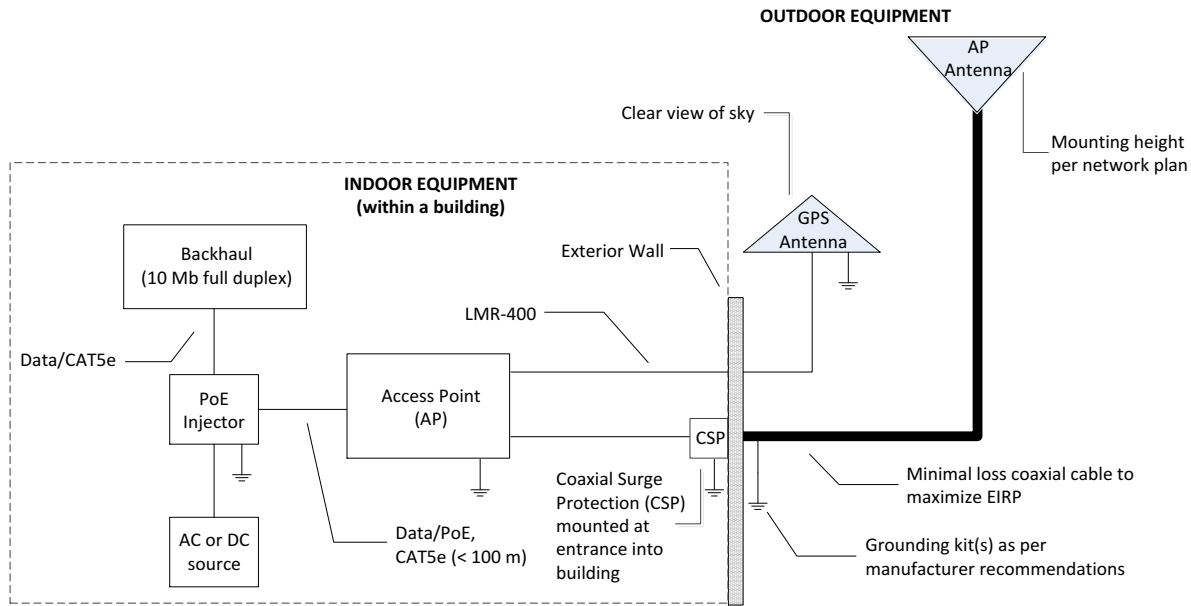 OUTDOOR EQUIPMENT
AP
Antenna
Clear view of sky
Mounting height
per network plan
INDOOR EQUIPMENT
(within a building)
GPS
Antenna
Exterior Wall
Backhaul
(10 Mb full duplex)
LMR-400
Data/CAT5e
PoE
Injector
Access Point
(AP)
CSP
Minimal loss coaxial cable to
maximize EIRP
Coaxial Surge
Protection (CSP)
mounted at
entrance into
building
AC or DC
source
Data/PoE,
CAT5e (< 100 m)
Grounding kit(s) as per
manufacturer recommendations